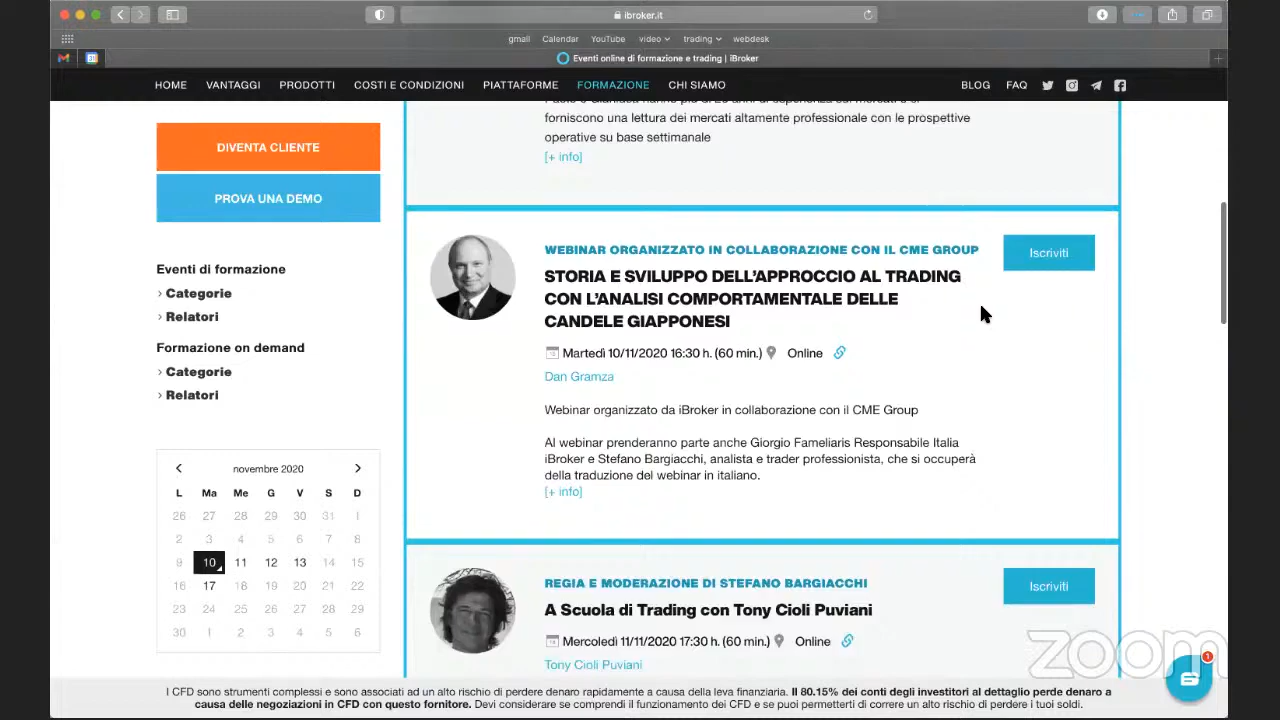 ibroker.it
gmail Calendar YouTube video trading webdesk
Eventi online di formazione e trading | iBroker
HOME VANTAGGI PRODOTTI COSTI E CONDIZIONI PIATTAFORME FORMAZIONE CHI SIAMO BLOG FAQ
forniscono una lettura dei mercati altamente professionale con le prospettive
operative su base settimanale
[+ info]
DIVENTA CLIENTE
PROVA UNA DEMO
Eventi di formazione
› Categorie
› Relatori
Formazione on demand
› Categorie
› Relatori
novembre 2020
L Ma Me G V S D
26 27 28 29 30 31 1
2 3 4 5 6 7 8
9 10 11 12 13 14 15
16 17 18 19 20 21 22
23 24 25 26 27 28 29
30 1 2 3 4 5 6
WEBINAR ORGANIZZATO IN COLLABORAZIONE CON IL CME GROUP
Iscriviti
STORIA E SVILUPPO DELL'APPROCCIO AL TRADING
CON L'ANALISI COMPORTAMENTALE DELLE
CANDELE GIAPPONESI
Martedì 10/11/2020 16:30 h. (60 min.) Online
Dan Gramza
Webinar organizzato da iBroker in collaborazione con il CME Group
Al webinar prenderanno parte anche Giorgio Fameliaris Responsabile Italia
iBroker e Stefano Bargiacchi, analista e trader professionista, che si occuperà
della traduzione del webinar in italiano.
[+ info]
REGIA E MODERAZIONE DI STEFANO BARGIACCHI
Iscriviti
A Scuola di Trading con Tony Cioli Puviani
Mercoledì 11/11/2020 17:30 h. (60 min.) Online
Tony Cioli Puviani
zoom
1
I CFD sono strumenti complessi e sono associati ad un alto rischio di perdere denaro rapidamente a causa della leva finanziaria. Il 80.15% dei conti degli investitori al dettaglio perde denaro a
causa delle negoziazioni in CFD con questo fornitore. Devi considerare se comprendi il funzionamento dei CFD e se puoi permetterti di correre un alto rischio di perdere i tuoi soldi.